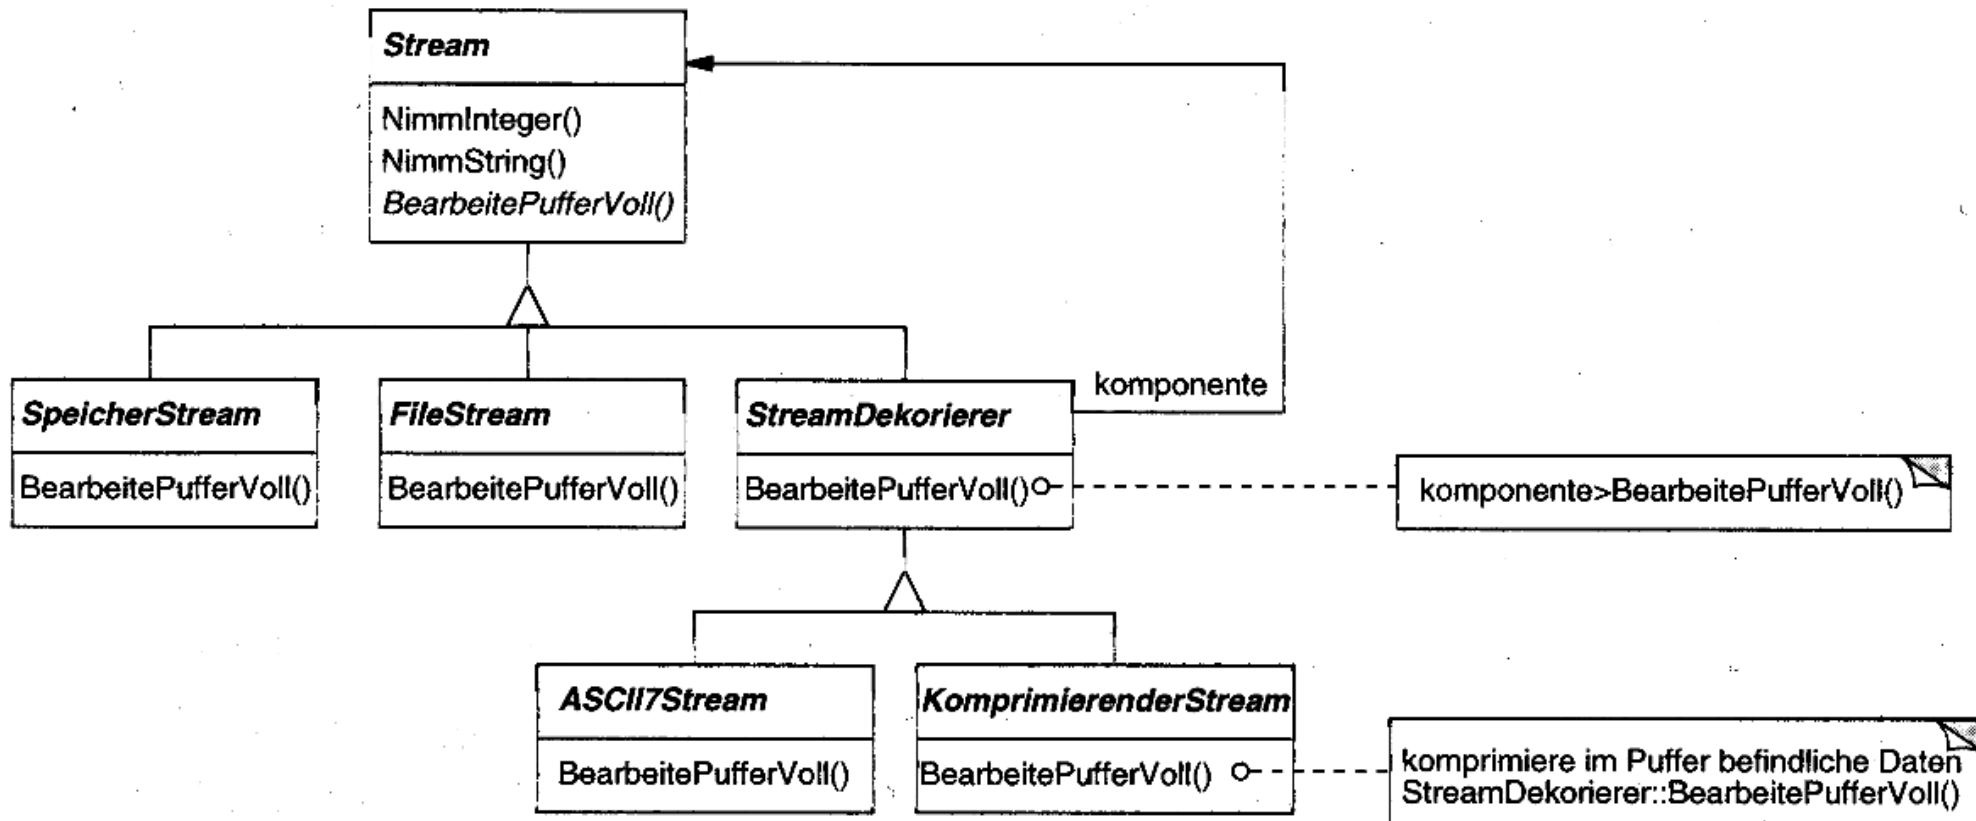 Stream
NimmInteger()
NimmString()
BearbeitePufferVoll()
SpeicherStream
BearbeitePufferVoll()
FileStream
BearbeitePufferVoll()
StreamDekorierer
BearbeitePufferVoll()
komponente
komponente>BearbeitePufferVoll()
ASCII7Stream
BearbeitePufferVoll()
KomprimierenderStream
BearbeitePufferVoll()
komprimiere im Puffer befindliche Daten
StreamDekorierer::BearbeitePufferVoll()